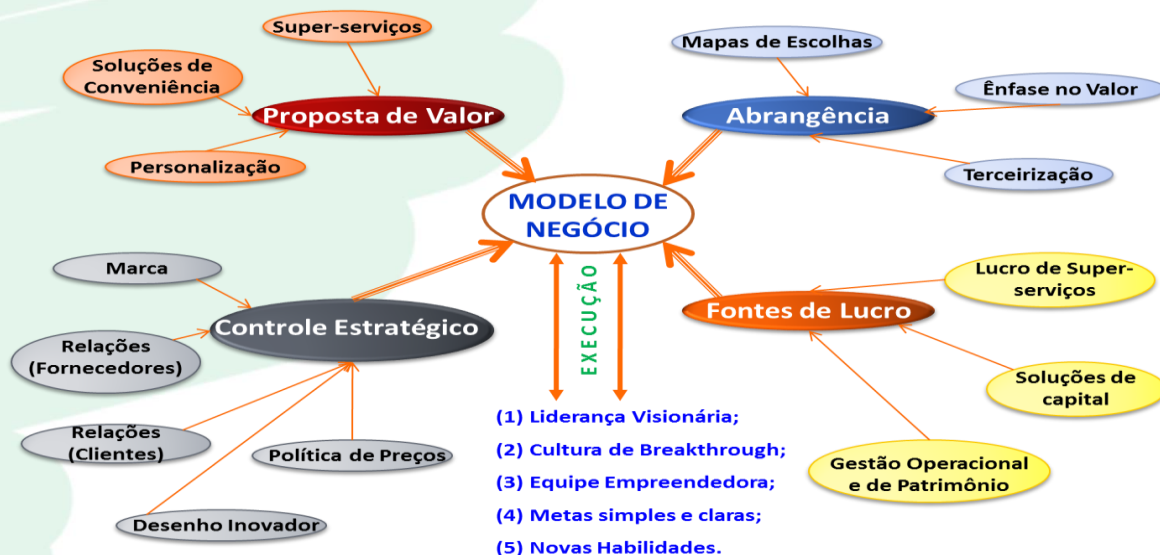 Super-serviços
Soluções de
Conveniência
Proposta de Valor
Personalização
Mapas de Escolhas
Ênfase no Valor
Abrangência
Terceirização
MODELO DE
NEGÓCIO
Marca
Controle Estratégico
Relações
(Fornecedores)
Relações
(Clientes)
Política de Preços
Desenho Inovador
EXECUÇÃO
Lucro de Super-
serviços
Fontes de Lucro
Soluções de
capital
Gestão Operacional
e de Patrimônio
(1) Liderança Visionária;
(2) Cultura de Breakthrough;
(3) Equipe Empreendedora;
(4) Metas simples e claras;
(5) Novas Habilidades.